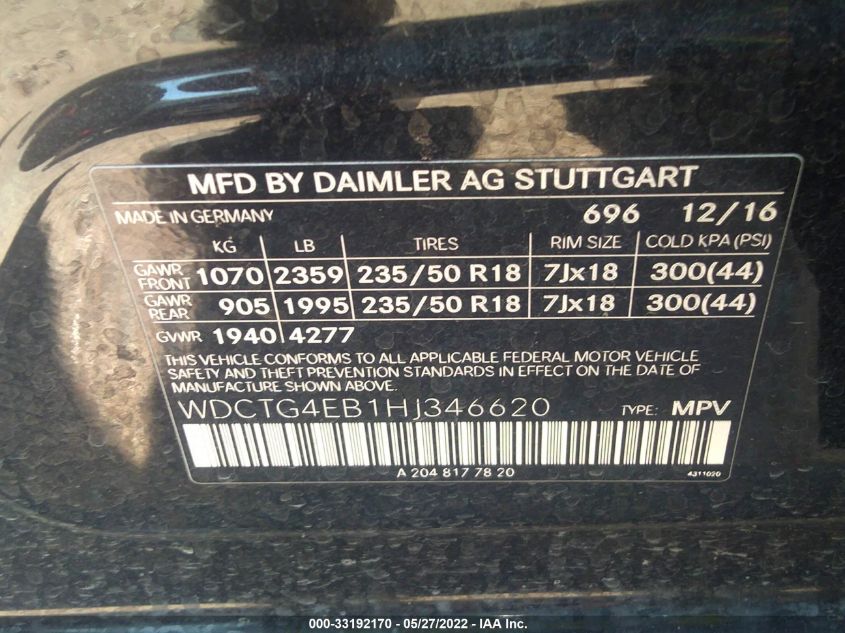 MFD BY DAIMLER AG STUTTGART
MADE IN GERMANY 696 12/16
KG LB TIRES RIM SIZE COLD KPA (PSI)
GAWR FRONT 1070 2359 235/50 R18 7Jx18 300(44)
GAWR REAR 905 1995 235/50 R18 7Jx18 300(44)
GVWR 1940 4277
THIS VEHICLE CONFORMS TO ALL APPLICABLE FEDERAL MOTOR VEHICLE
SAFETY AND THEFT PREVENTION STANDARDS IN EFFECT ON THE DATE
OF MANUFACTURE SHOWN ABOVE.
WDCTG4EB1HJ346620 TYPE: MPV
A 204 817 78 20 4311020
000-33192170 - 05/27/2022 - IAA Inc.